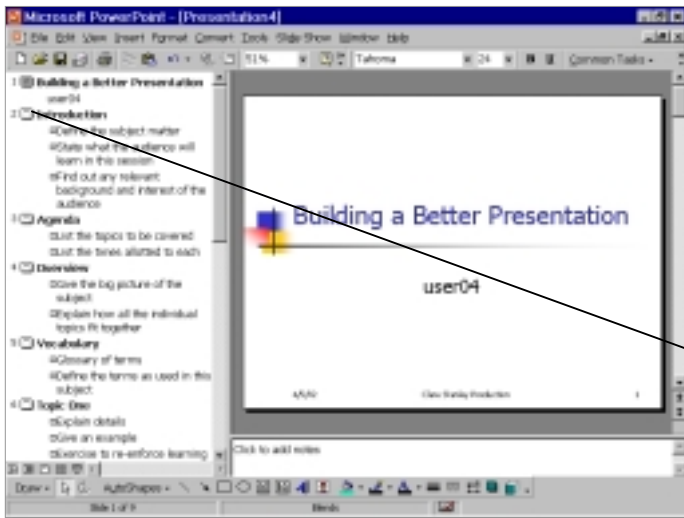 Microsoft PowerPoint - [Presentation4]
File Edit View Insert Format Convert Tools Slide Show Window Help
51% Tahoma 24 B U Common Tasks
1 Building a Better Presentation
user04
2 Introduction
Define the subject matter
State what the audience will
learn in this session
Find out any relevant
background and interest of the
audience
3 Agenda
List the topics to be covered
List the times allotted to each
4 Overview
Give the big picture of the
subject
Explain how all the individual
topics fit together
5 Vocabulary
Glossary of terms
Define the terms as used in this
subject
6 Topic One
Explain details
Give an example
Exercise to re-enforce learning
Building a Better Presentation
user04
1
Click to add notes
Draw AutoShapes
Slide 1 of 9 Blends